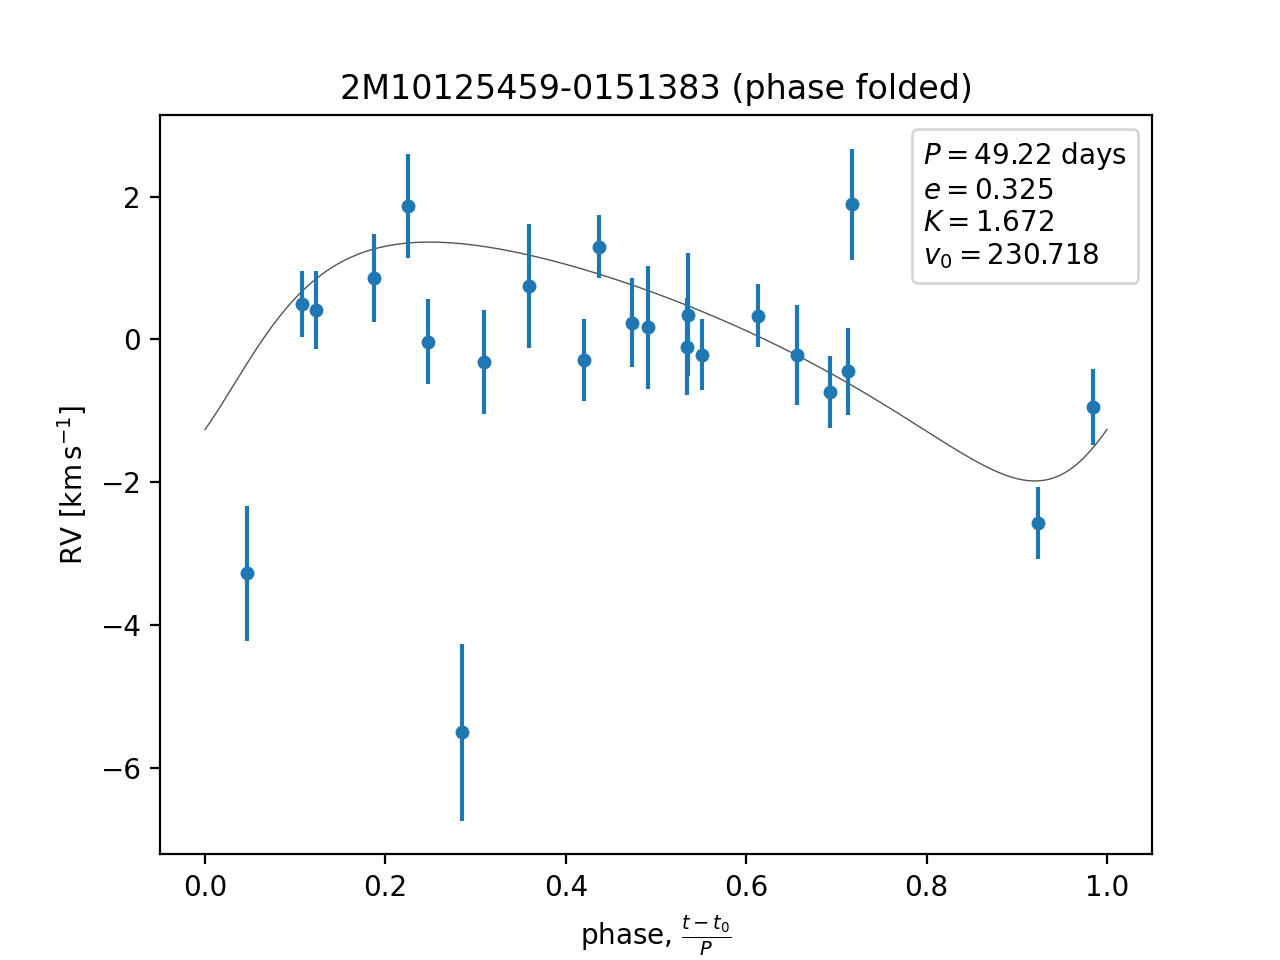 2M10125459-0151383 (phase folded)
P = 49.22 days
e = 0.325
K = 1.672
v₀ = 230.718
2
0
−2
−4
−6
RV [km s⁻¹]
0.0 0.2 0.4 0.6 0.8 1.0
phase, (t − t₀)/P